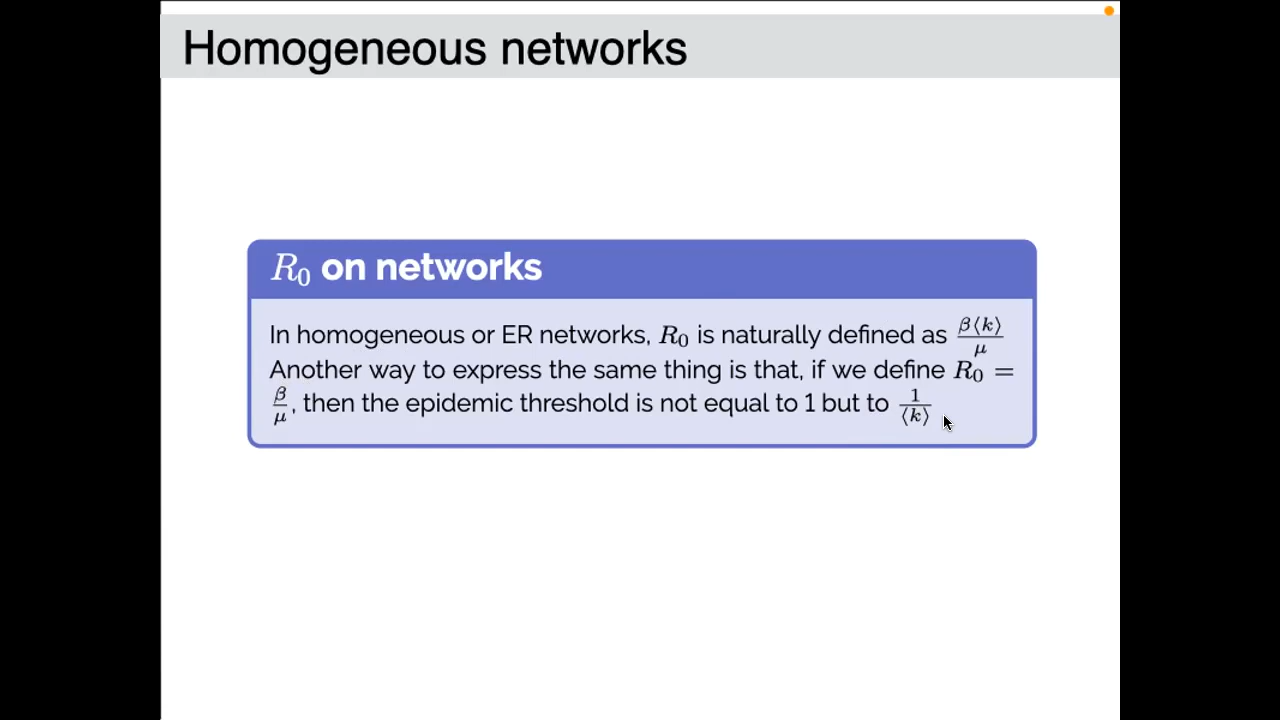 Homogeneous networks
R₀ on networks
In homogeneous or ER networks, R₀ is naturally defined as β⟨k⟩/μ
Another way to express the same thing is that, if we define R₀ =
β/μ, then the epidemic threshold is not equal to 1 but to 1/⟨k⟩